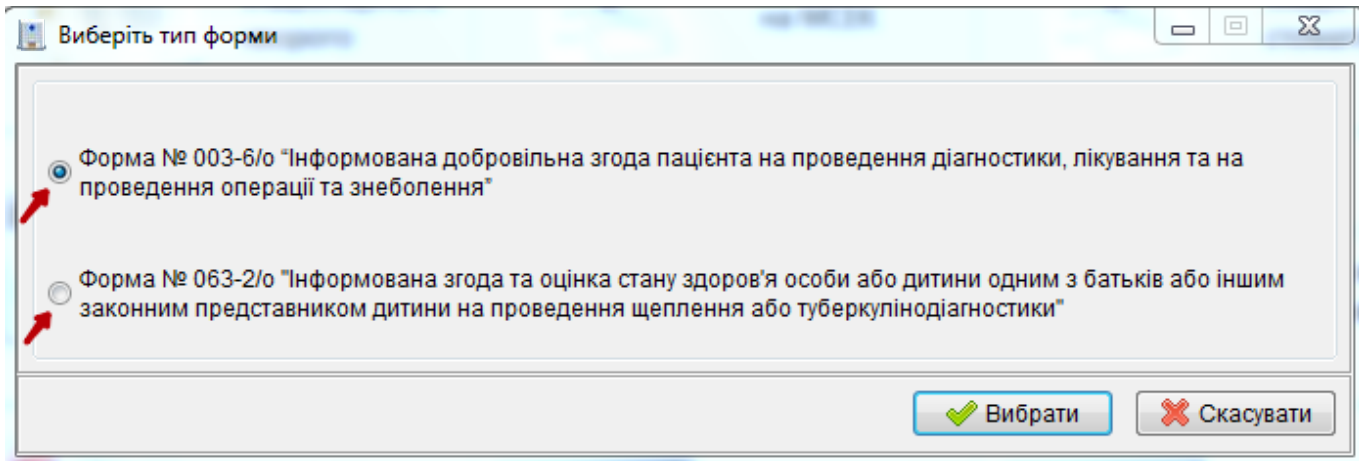 Виберіть тип форми
Форма № 003-6/о “Інформована добровільна згода пацієнта на проведення діагностики, лікування та на
проведення операції та знеболення”
Форма № 063-2/о "Інформована згода та оцінка стану здоров'я особи або дитини одним з батьків або іншим
законним представником дитини на проведення щеплення або туберкулінодіагностики"
Вибрати
Скасувати